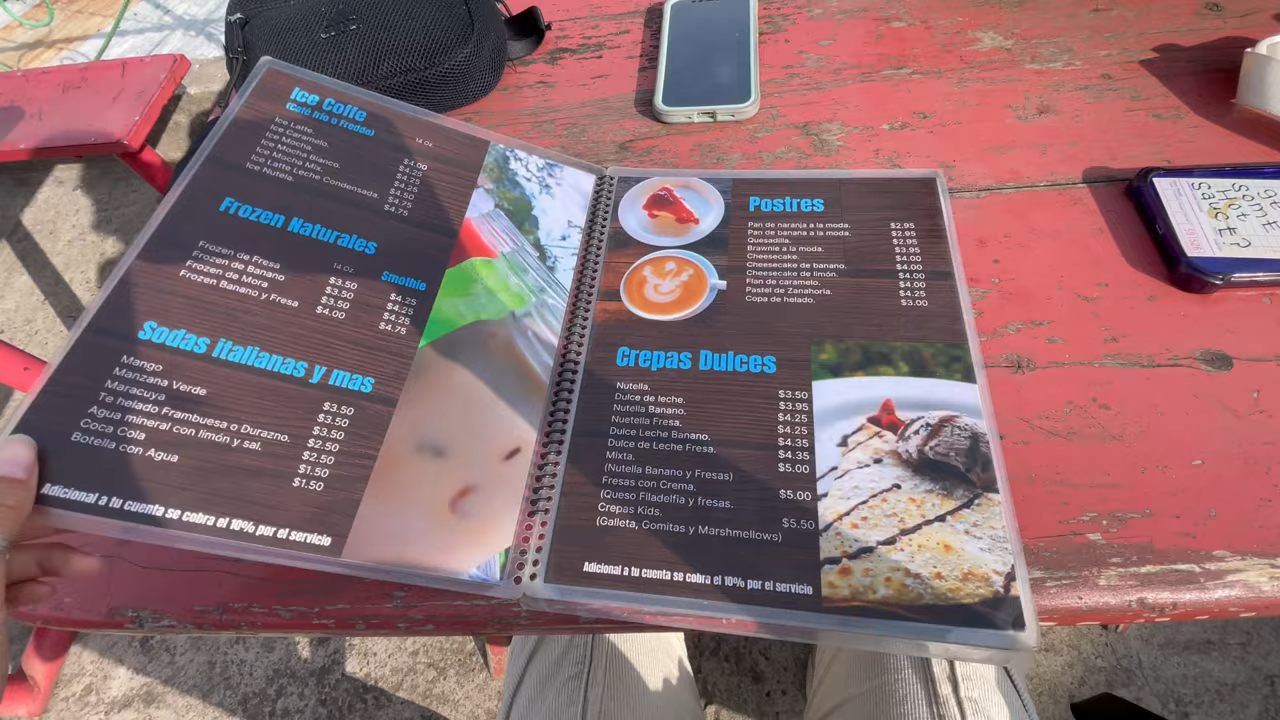 Ice Coffe
(Café frío o Freddo)
14 Oz.
Ice Latte. $4.00
Ice Caramelo. $4.25
Ice Mocha. $4.25
Ice Mocha Bianco. $4.25
Ice Mocha Mix. $4.50
Ice Latte Leche Condensada. $4.75
Ice Nutela. $4.75
Frozen Naturales
14 Oz. Smothie
Frozen de Fresa $3.50 $4.25
Frozen de Banano $3.50 $4.25
Frozen de Mora $3.50 $4.25
Frozen Banano y Fresa $4.00 $4.75
Sodas italianas y mas
Mango $3.50
Manzana Verde $3.50
Maracuya $3.50
Te helado Frambuesa o Durazno. $2.50
Agua mineral con limón y sal. $2.50
Coca Cola $1.50
Botella con Agua $1.50
Adicional a tu cuenta se cobra el 10% por el servicio
Postres
Pan de naranja a la moda. $2.95
Pan de banana a la moda. $2.95
Quesadilla. $2.95
Brawnie a la moda. $3.95
Cheesecake. $4.00
Cheesecake de banano. $4.00
Cheesecake de limón. $4.00
Flan de caramelo. $4.00
Pastel de Zanahoria. $4.25
Copa de helado. $3.00
Crepas Dulces
Nutella. $3.50
Dulce de leche. $3.95
Nutella Banano. $4.25
Nuetella Fresa. $4.25
Dulce Leche Banano. $4.35
Dulce de Leche Fresa. $4.35
Mixta. $5.00
(Nutella Banano y Fresas)
Fresas con Crema. $5.00
(Queso Filadelfia y fresas.
Crepas Kids. $5.50
(Galleta, Gomitas y Marshmellows)
Adicional a tu cuenta se cobra el 10% por el servicio
get
some
Hot
Sauce?